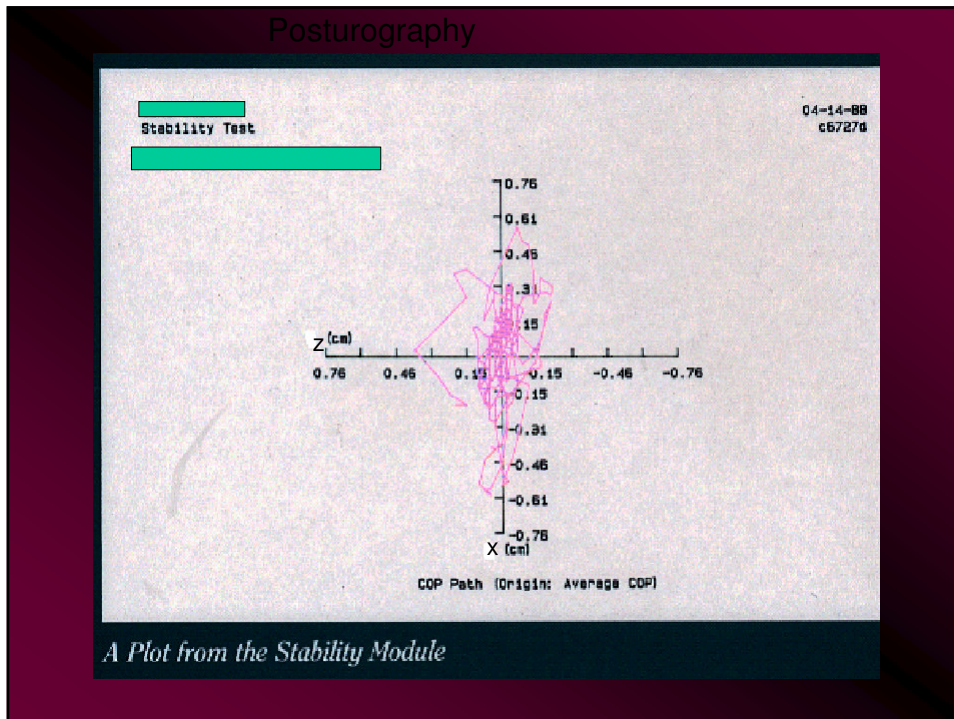 Posturography
04-14-88
Stability Test
c6727d
0.76
0.61
0.46
0.31
.15
Z (cm)
0.76 0.46 0.15 -0.15 -0.46 -0.76
-0.15
-0.31
-0.46
-0.61
-0.76
X (cm)
COP Path (Origin: Average COP)
A Plot from the Stability Module